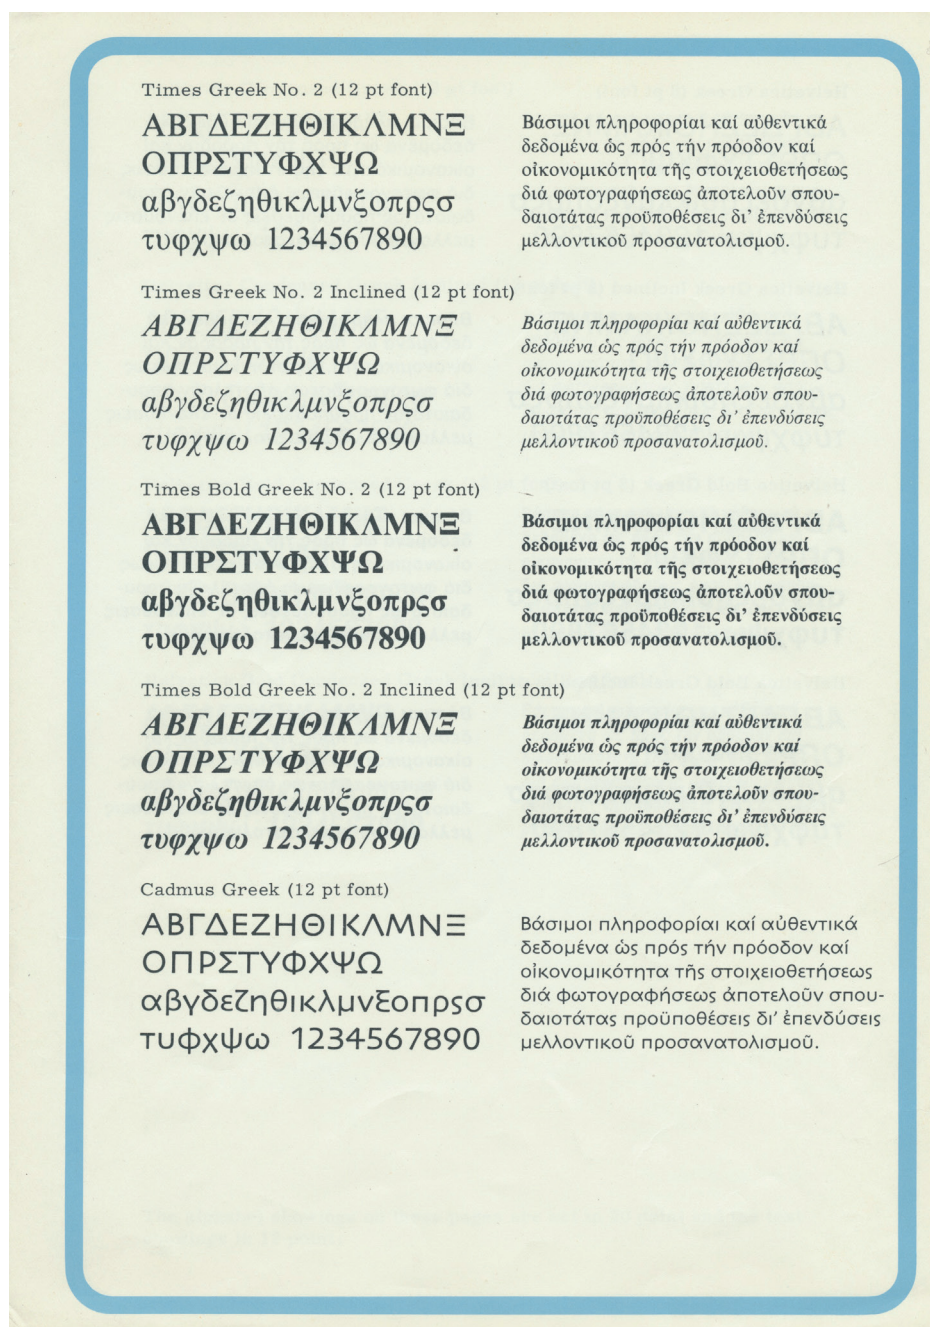 Times Greek No. 2 (12 pt font)
ΑΒΓΔΕΖΗΘΙΚΛΜΝΞ
ΟΠΡΣΤΥΦΧΨΩ
αβγδεζηθικλμνξοπρςσ
τυφχψω 1234567890
Βάσιμοι πληροφορίαι καί αὐθεντικά
δεδομένα ὡς πρός τήν πρόοδον καί
οἰκονομικότητα τῆς στοιχειοθετήσεως
διά φωτογραφήσεως ἀποτελοῦν σπου-
δαιοτάτας προϋποθέσεις δι’ ἐπενδύσεις
μελλοντικοῦ προσανατολισμοῦ.
Times Greek No. 2 Inclined (12 pt font)
ΑΒΓΔΕΖΗΘΙΚΛΜΝΞ
ΟΠΡΣΤΥΦΧΨΩ
αβγδεζηθικλμνξοπρςσ
τυφχψω 1234567890
Βάσιμοι πληροφορίαι καί αὐθεντικά
δεδομένα ὡς πρός τήν πρόοδον καί
οἰκονομικότητα τῆς στοιχειοθετήσεως
διά φωτογραφήσεως ἀποτελοῦν σπου-
δαιοτάτας προϋποθέσεις δι’ ἐπενδύσεις
μελλοντικοῦ προσανατολισμοῦ.
Times Bold Greek No. 2 (12 pt font)
ΑΒΓΔΕΖΗΘΙΚΛΜΝΞ
ΟΠΡΣΤΥΦΧΨΩ
αβγδεζηθικλμνξοπρςσ
τυφχψω 1234567890
Βάσιμοι πληροφορίαι καί αὐθεντικά
δεδομένα ὡς πρός τήν πρόοδον καί
οἰκονομικότητα τῆς στοιχειοθετήσεως
διά φωτογραφήσεως ἀποτελοῦν σπου-
δαιοτάτας προϋποθέσεις δι’ ἐπενδύσεις
μελλοντικοῦ προσανατολισμοῦ.
Times Bold Greek No. 2 Inclined (12 pt font)
ΑΒΓΔΕΖΗΘΙΚΛΜΝΞ
ΟΠΡΣΤΥΦΧΨΩ
αβγδεζηθικλμνξοπρςσ
τυφχψω 1234567890
Βάσιμοι πληροφορίαι καί αὐθεντικά
δεδομένα ὡς πρός τήν πρόοδον καί
οἰκονομικότητα τῆς στοιχειοθετήσεως
διά φωτογραφήσεως ἀποτελοῦν σπου-
δαιοτάτας προϋποθέσεις δι’ ἐπενδύσεις
μελλοντικοῦ προσανατολισμοῦ.
Cadmus Greek (12 pt font)
ΑΒΓΔΕΖΗΘΙΚΛΜΝΞ
ΟΠΡΣΤΥΦΧΨΩ
αβγδεζηθικλμνξοπρςσ
τυφχψω 1234567890
Βάσιμοι πληροφορίαι καί αὐθεντικά
δεδομένα ὡς πρός τήν πρόοδον καί
οἰκονομικότητα τῆς στοιχειοθετήσεως
διά φωτογραφήσεως ἀποτελοῦν σπου-
δαιοτάτας προϋποθέσεις δι’ ἐπενδύσεις
μελλοντικοῦ προσανατολισμοῦ.